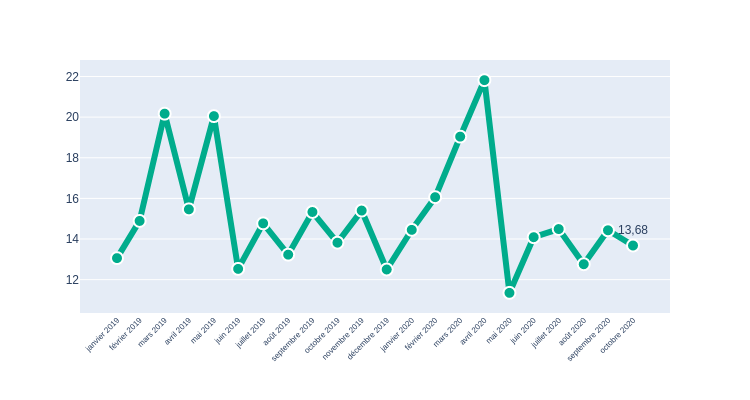 22
20
18
16
14
12
13,68
janvier 2019
février 2019
mars 2019
avril 2019
mai 2019
juin 2019
juillet 2019
août 2019
septembre 2019
octobre 2019
novembre 2019
décembre 2019
janvier 2020
février 2020
mars 2020
avril 2020
mai 2020
juin 2020
juillet 2020
août 2020
septembre 2020
octobre 2020